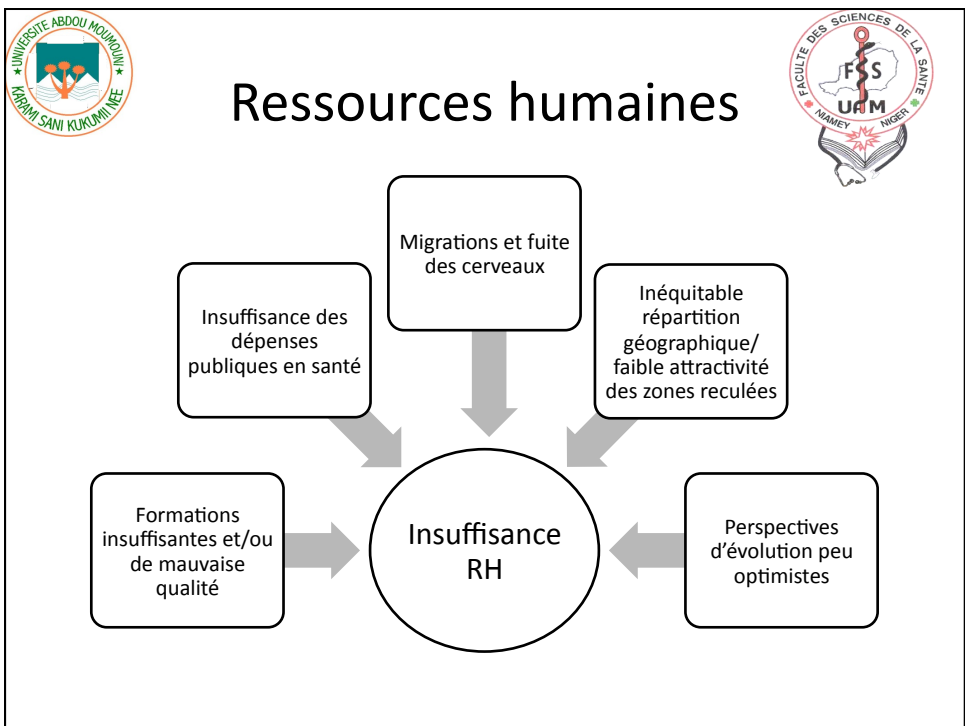 UNIVERSITE ABDOU MOUMOUNI
KARAMI SANI KUKUMI NEE
FACULTE DES SCIENCES DE LA SANTE
FSS
UAM
NIAMEY NIGER
Ressources humaines
Migrations et fuite
des cerveaux
Insuffisance des
dépenses
publiques en santé
Inéquitable
répartition
géographique/
faible attractivité
des zones reculées
Formations
insuffisantes et/ou
de mauvaise
qualité
Insuffisance
RH
Perspectives
d’évolution peu
optimistes